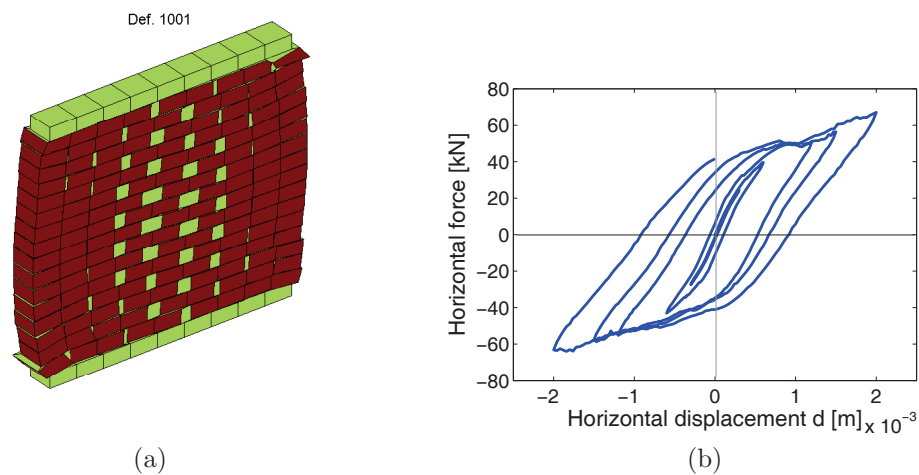 Def. 1001
80
60
40
20
0
−20
−40
−60
−80
Horizontal force [kN]
−2 −1 0 1 2
Horizontal displacement d [m] x 10⁻³
(a) (b)